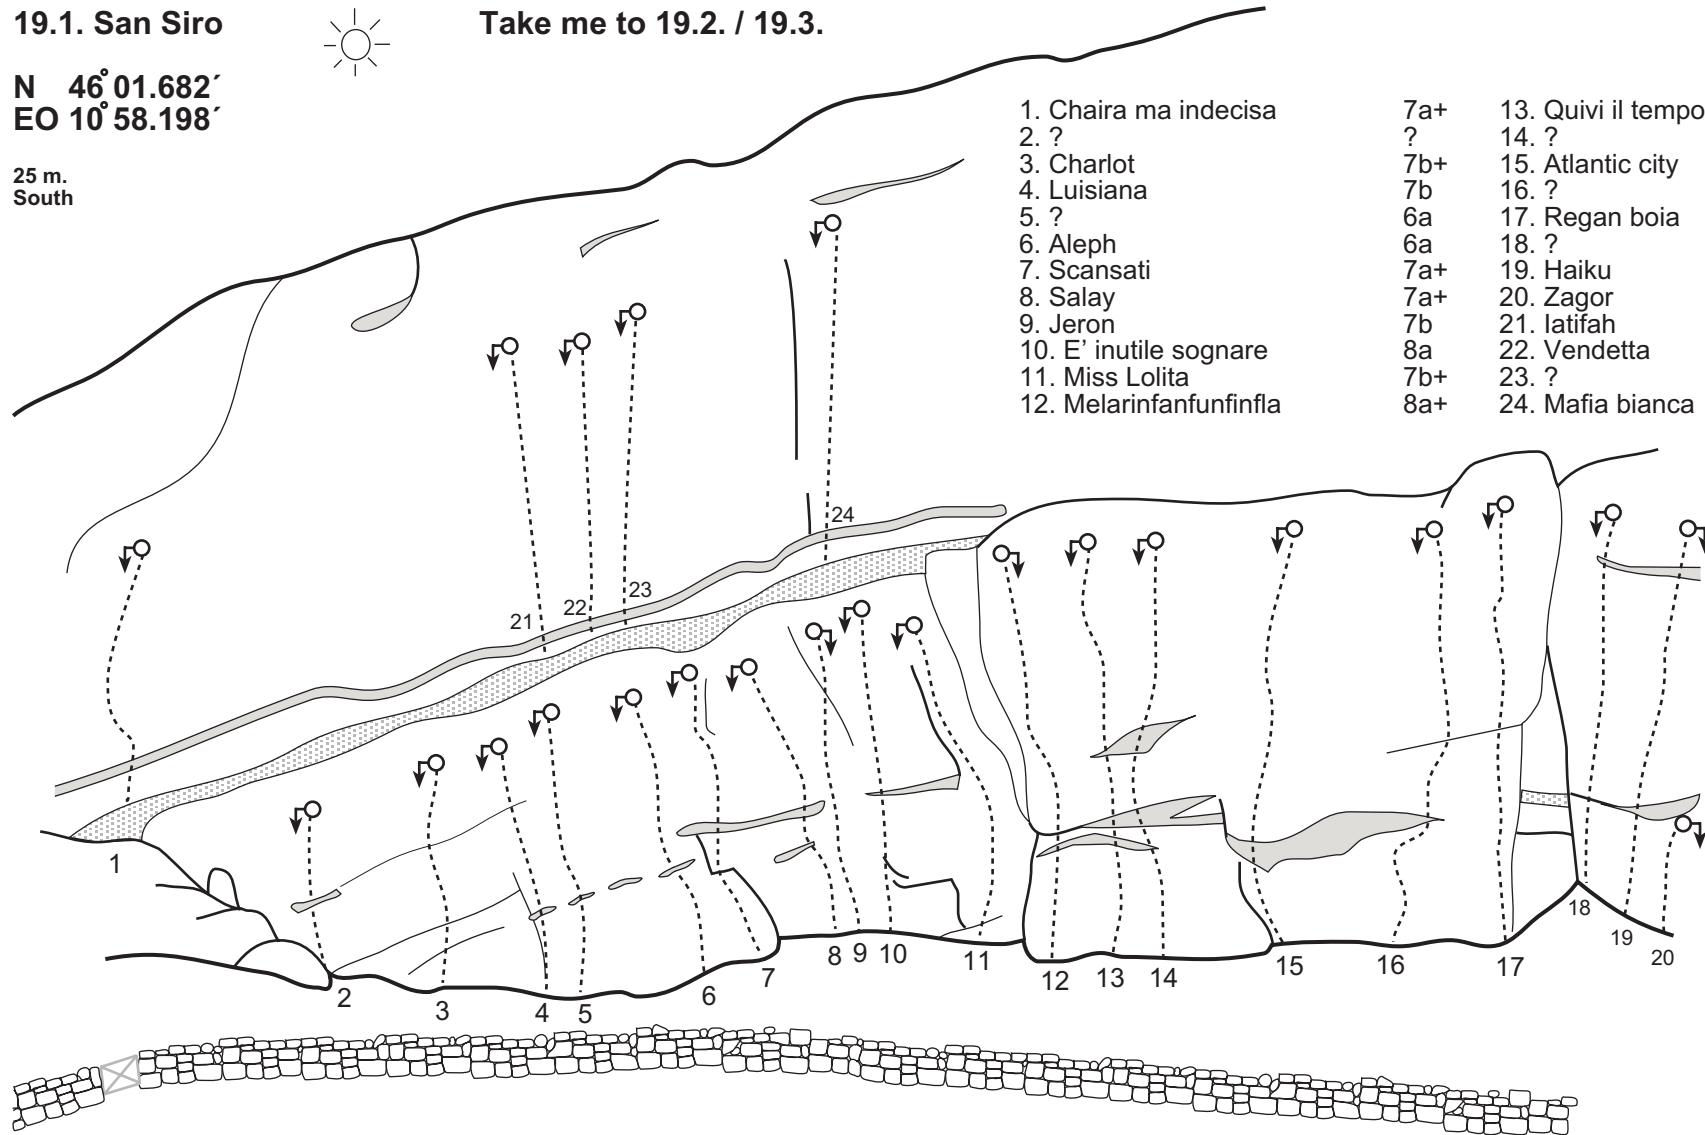 19.1. San Siro
Take me to 19.2. / 19.3.
N 46° 01.682´
EO 10° 58.198´
25 m.
South
1. Chaira ma indecisa 7a+
2. ? ?
3. Charlot 7b+
4. Luisiana 7b
5. ? 6a
6. Aleph 6a
7. Scansati 7a+
8. Salay 7a+
9. Jeron 7b
10. E' inutile sognare 8a
11. Miss Lolita 7b+
12. Melarinfanfunfinfla 8a+
13. Quivi il tempo
14. ?
15. Atlantic city
16. ?
17. Regan boia
18. ?
19. Haiku
20. Zagor
21. Iatifah
22. Vendetta
23. ?
24. Mafia bianca
24
23
22
21
1
2
3
4
5
6
7
8
9
10
11
12
13
14
15
16
17
18
19
20